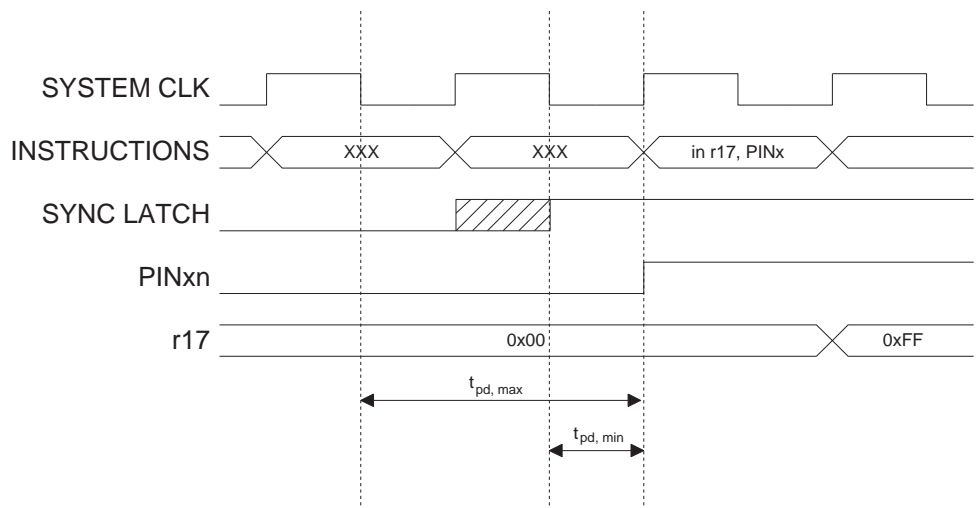 SYSTEM CLK
INSTRUCTIONS XXX XXX in r17, PINx
SYNC LATCH
PINxn
r17 0x00 0xFF
tpd, max
tpd, min